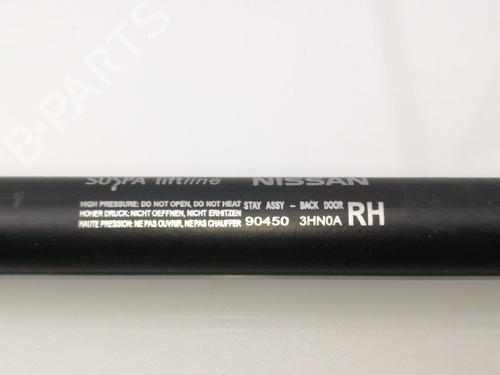 B-PARTS
SUSPA liftline NISSAN
HIGH PRESSURE: DO NOT OPEN, DO NOT HEAT STAY ASSY - BACK DOOR
HOHER DRUCK: NICHT OEFFNEN, NICHT ERHITZEN
HAUTE PRESSION: NE PAS OUVRIR, NE PAS CHAUFFER 90450 3HN0A RH